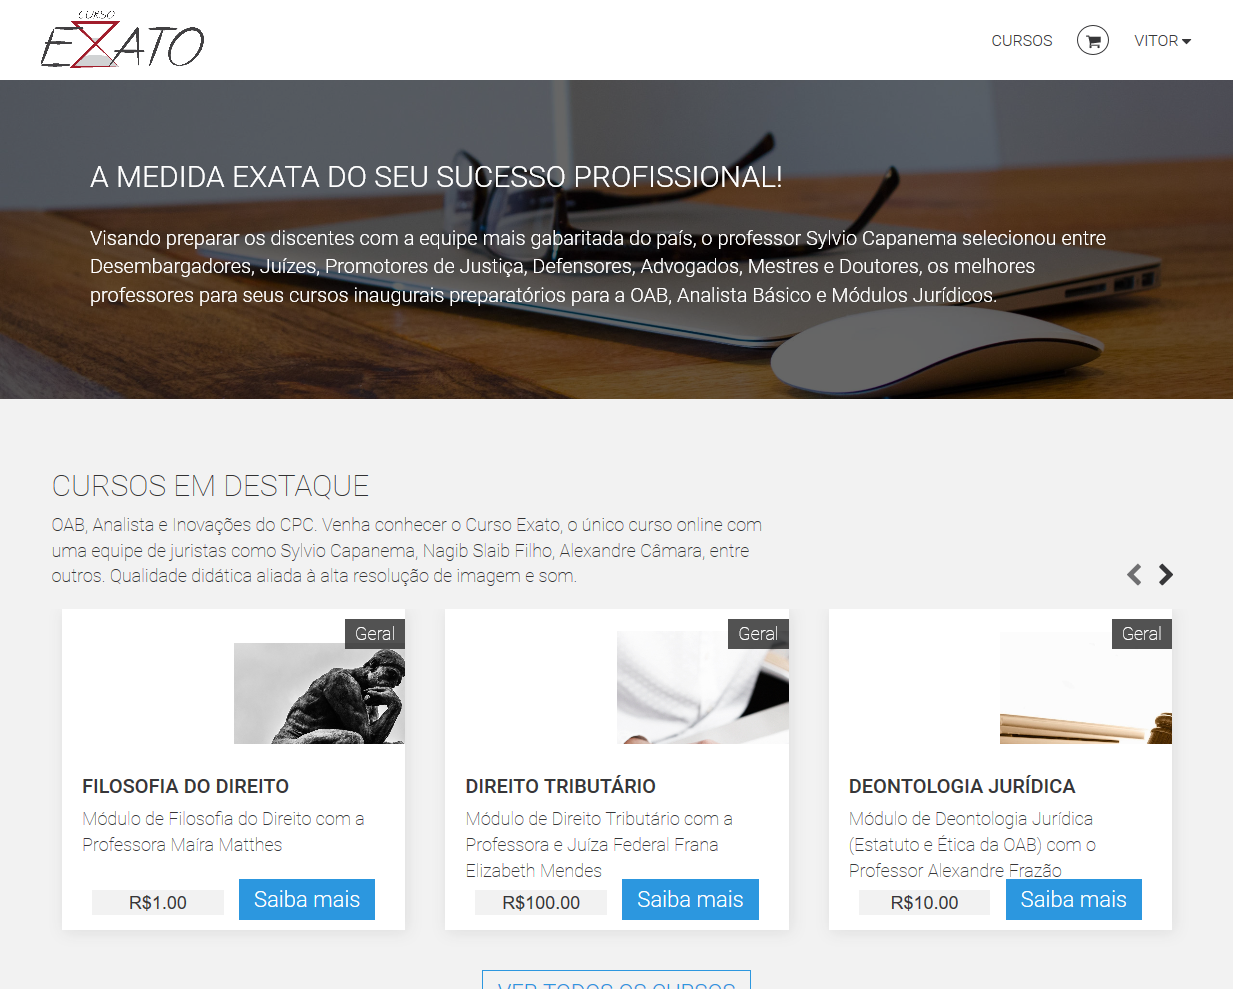 CURSO
EXATO
CURSOS
VITOR
A MEDIDA EXATA DO SEU SUCESSO PROFISSIONAL!
Visando preparar os discentes com a equipe mais gabaritada do país, o professor Sylvio Capanema selecionou entre
Desembargadores, Juízes, Promotores de Justiça, Defensores, Advogados, Mestres e Doutores, os melhores
professores para seus cursos inaugurais preparatórios para a OAB, Analista Básico e Módulos Jurídicos.
CURSOS EM DESTAQUE
OAB, Analista e Inovações do CPC. Venha conhecer o Curso Exato, o único curso online com
uma equipe de juristas como Sylvio Capanema, Nagib Slaib Filho, Alexandre Câmara, entre
outros. Qualidade didática aliada à alta resolução de imagem e som.
Geral
FILOSOFIA DO DIREITO
Módulo de Filosofia do Direito com a
Professora Maíra Matthes
R$1.00
Saiba mais
Geral
DIREITO TRIBUTÁRIO
Módulo de Direito Tributário com a
Professora e Juíza Federal Frana
Elizabeth Mendes
R$100.00
Saiba mais
Geral
DEONTOLOGIA JURÍDICA
Módulo de Deontologia Jurídica
(Estatuto e Ética da OAB) com o
Professor Alexandre Frazão
R$10.00
Saiba mais
VER TODOS OS CURSOS